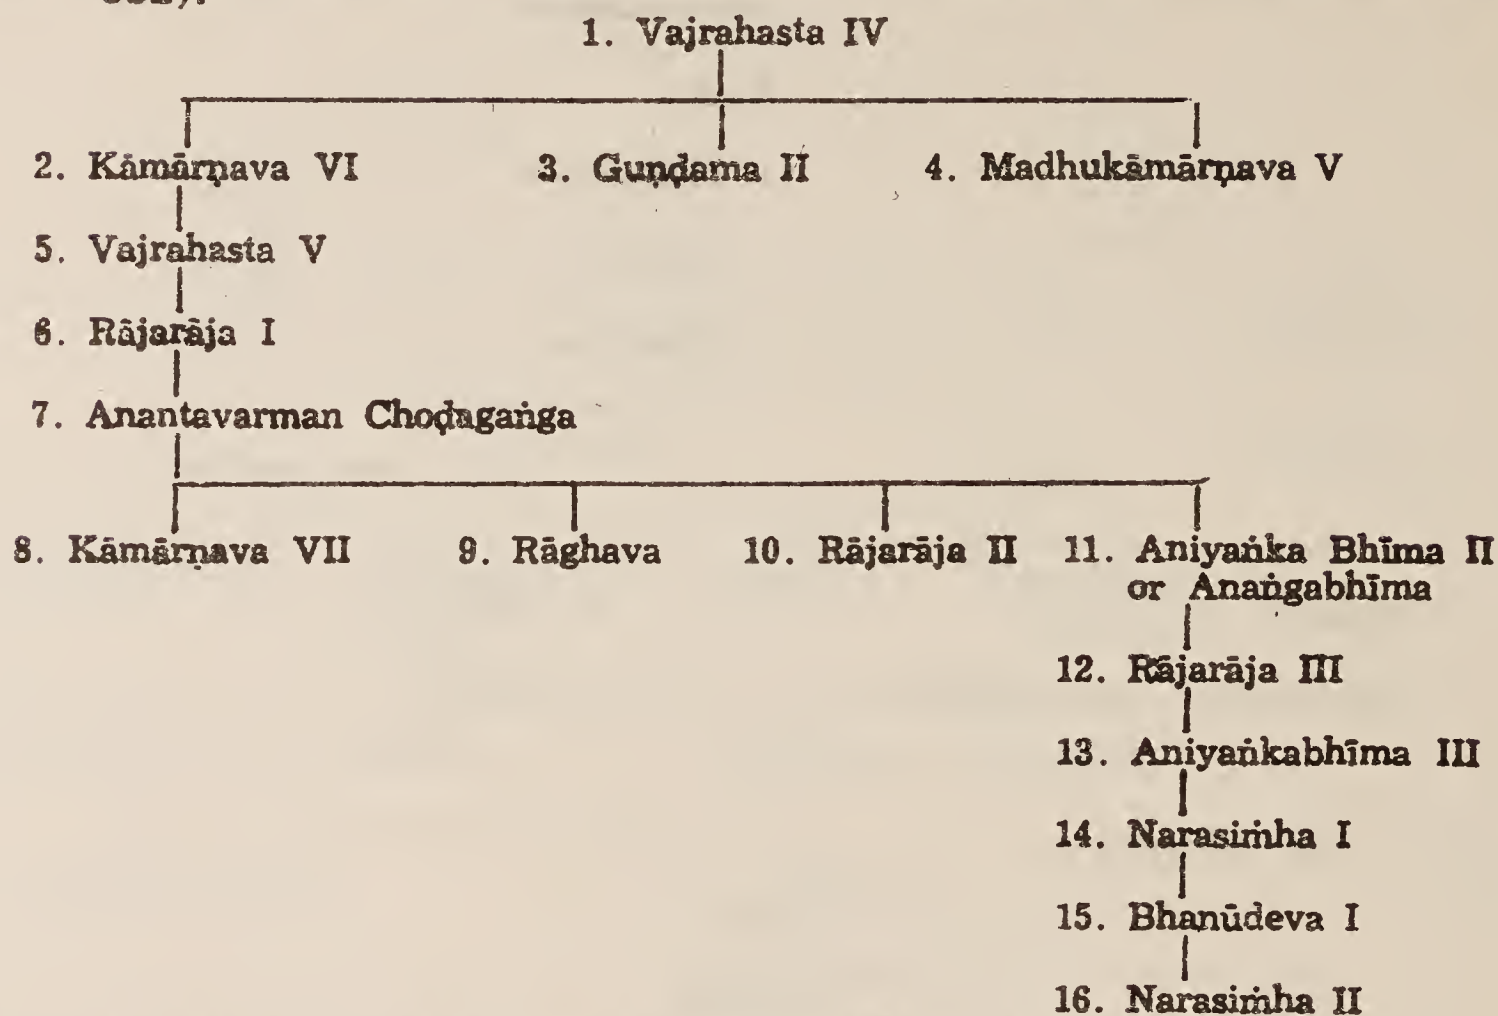 1. Vajrahasta IV
2. Kāmārṇava VI 3. Guṇḍama II 4. Madhukāmārṇava V
5. Vajrahasta V
6. Rājarāja I
7. Anantavarman Choḍagaṅga
8. Kāmārṇava VII 9. Rāghava 10. Rājarāja II 11. Aniyaṅka Bhīma II
or Anaṅgabhīma
12. Rājarāja III
13. Aniyaṅkabhīma III
14. Narasiṁha I
15. Bhanūdeva I
16. Narasiṁha II